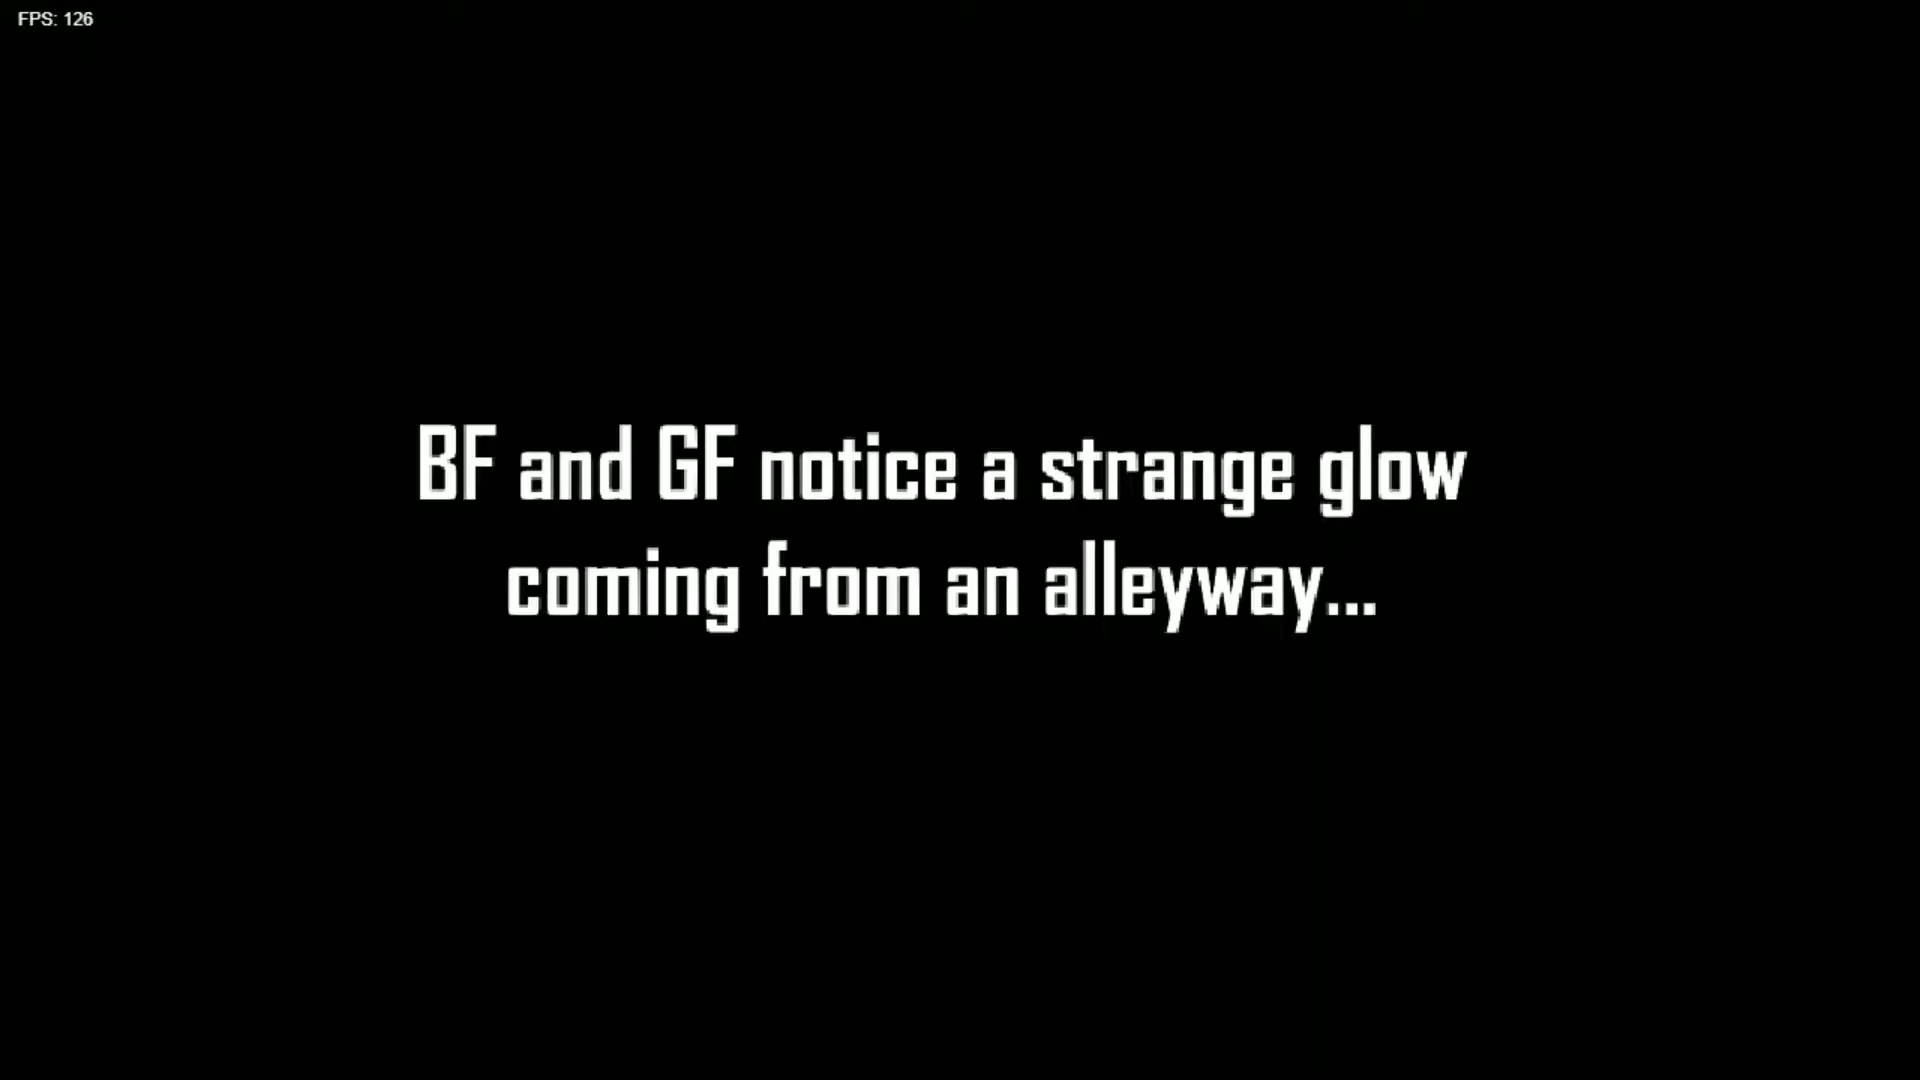 FPS: 126
BF and GF notice a strange glow
coming from an alleyway...